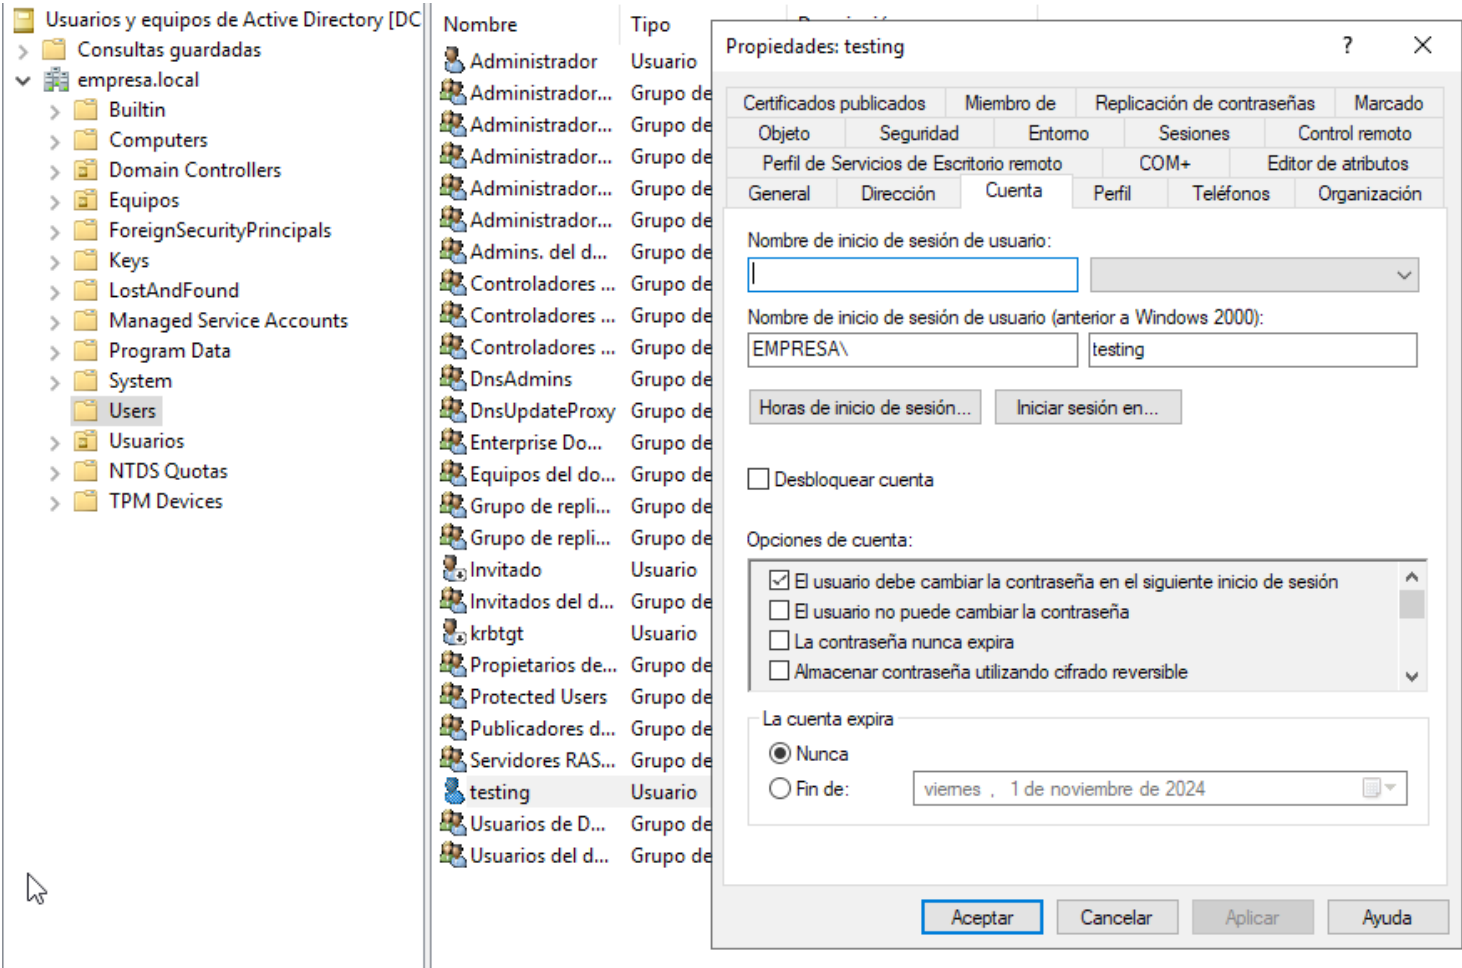 Usuarios y equipos de Active Directory [DC
Consultas guardadas
empresa.local
Builtin
Computers
Domain Controllers
Equipos
ForeignSecurityPrincipals
Keys
LostAndFound
Managed Service Accounts
Program Data
System
Users
Usuarios
NTDS Quotas
TPM Devices
Nombre Tipo
Administrador Usuario
Administrador... Grupo de
Administrador... Grupo de
Administrador... Grupo de
Administrador... Grupo de
Administrador... Grupo de
Admins. del d... Grupo de
Controladores ... Grupo de
Controladores ... Grupo de
Controladores ... Grupo de
DnsAdmins Grupo de
DnsUpdateProxy Grupo de
Enterprise Do... Grupo de
Equipos del do... Grupo de
Grupo de repli... Grupo de
Grupo de repli... Grupo de
Invitado Usuario
Invitados del d... Grupo de
krbtgt Usuario
Propietarios de... Grupo de
Protected Users Grupo de
Publicadores d... Grupo de
Servidores RAS... Grupo de
testing Usuario
Usuarios de D... Grupo de
Usuarios del d... Grupo de
Propiedades: testing ?
Certificados publicados Miembro de Replicación de contraseñas Marcado
Objeto Seguridad Entorno Sesiones Control remoto
Perfil de Servicios de Escritorio remoto COM+ Editor de atributos
General Dirección Cuenta Perfil Teléfonos Organización
Nombre de inicio de sesión de usuario:
Nombre de inicio de sesión de usuario (anterior a Windows 2000):
EMPRESA\ testing
Horas de inicio de sesión... Iniciar sesión en...
Desbloquear cuenta
Opciones de cuenta:
El usuario debe cambiar la contraseña en el siguiente inicio de sesión
El usuario no puede cambiar la contraseña
La contraseña nunca expira
Almacenar contraseña utilizando cifrado reversible
La cuenta expira
Nunca
Fin de: viernes , 1 de noviembre de 2024
Aceptar Cancelar Aplicar Ayuda